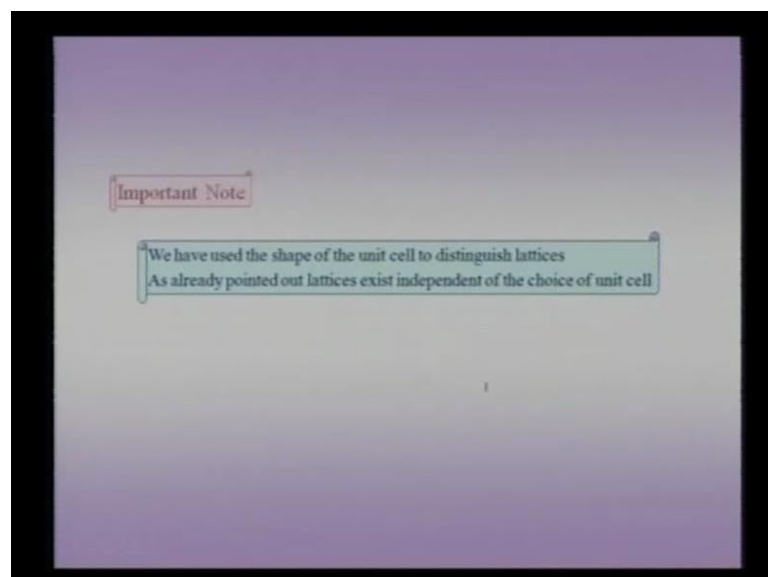 Important Note
We have used the shape of the unit cell to distinguish lattices
As already pointed out lattices exist independent of the choice of unit cell